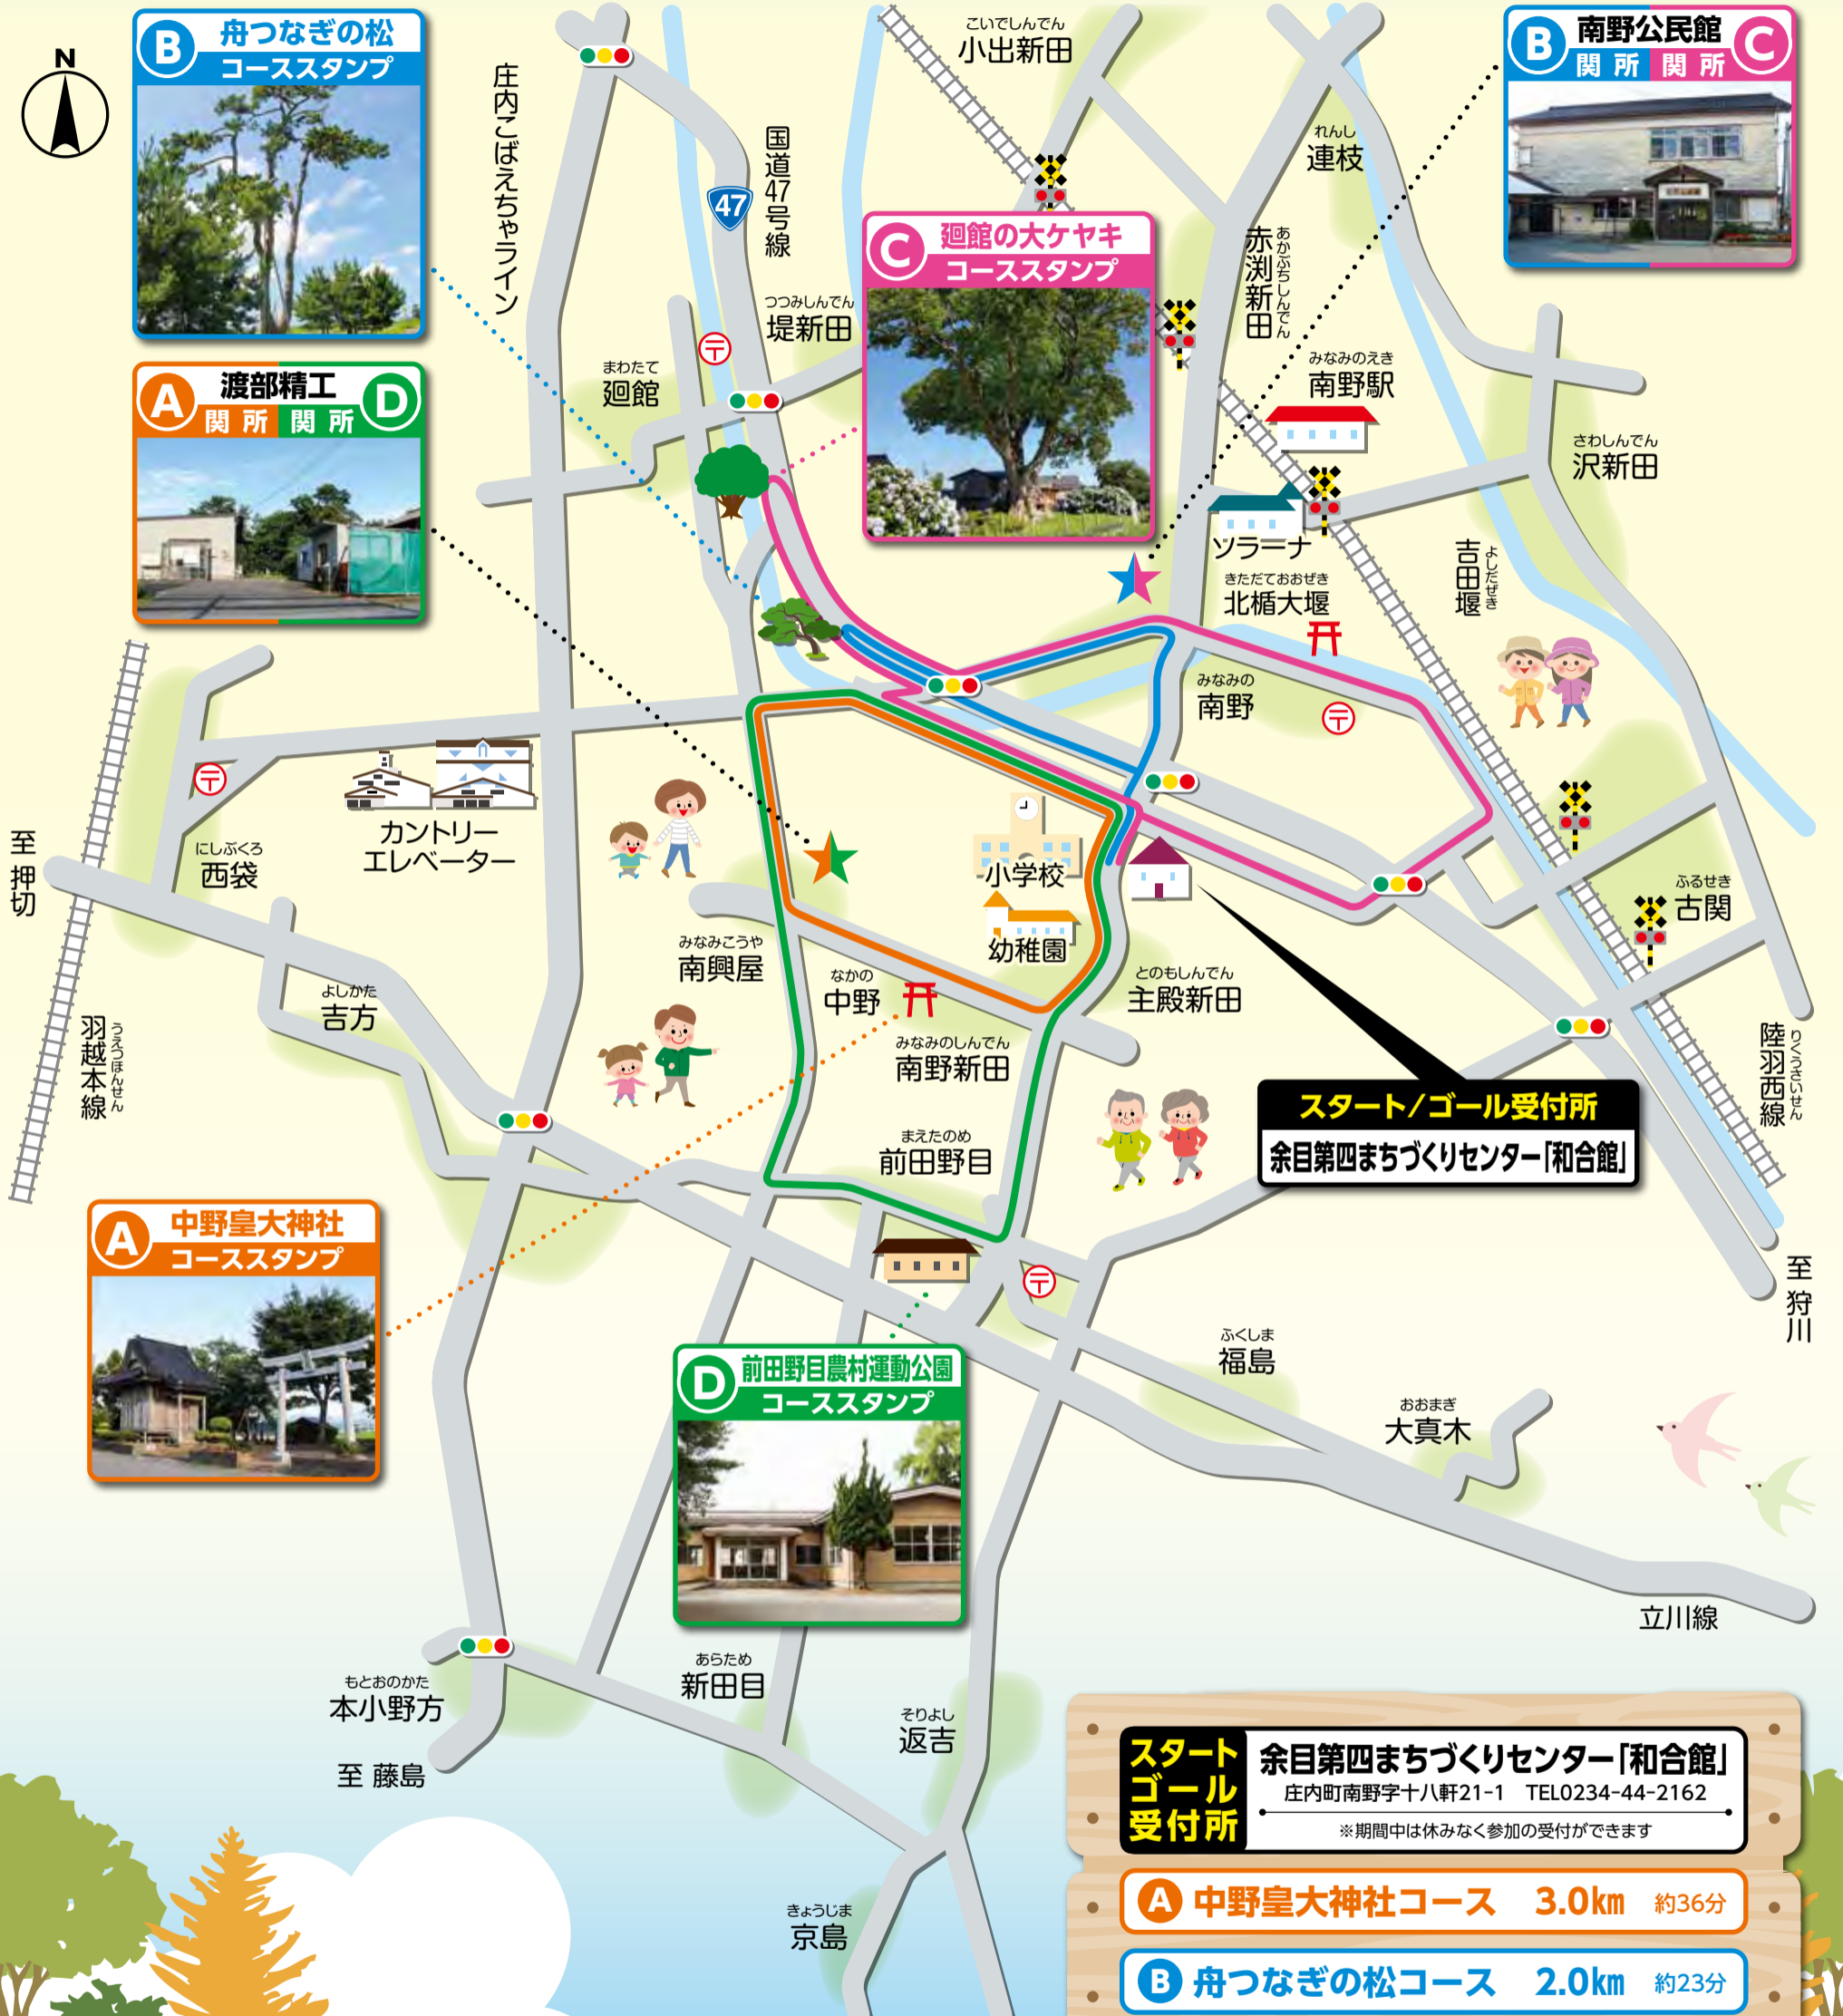 N
B
舟つなぎの松
コーススタンプ
A
渡部精工
D
関所
関所
庄内こばえちゃライン
47
国道47号線
こいでしんでん
小出新田
C
廻館の大ケヤキ
コーススタンプ
B
南野公民館
C
関所
関所
れんし
連枝
あかぶちしんでん
赤渕新田
つつみしんでん
堤新田
まわたて
廻館
みなみのえき
南野駅
さわしんでん
沢新田
ソラーナ
きただておおぜき
北楯大堰
よしだぜき
吉田堰
みなみの
南野
カントリー
エレベーター
至 押切
にしぶくろ
西袋
小学校
幼稚園
ふるせき
古関
みなみこうや
南興屋
なかの
中野
とのもしんでん
主殿新田
よしかた
吉方
うえつほんせん
羽越本線
みなみのしんでん
南野新田
りくうさいせん
陸羽西線
スタート/ゴール受付所
余目第四まちづくりセンター「和合館」
まえたのめ
前田野目
A
中野皇大神社
コーススタンプ
至 狩川
D
前田野目農村運動公園
コーススタンプ
ふくしま
福島
おおまぎ
大真木
立川線
もとおのかた
本小野方
あらため
新田目
そりよし
返吉
至 藤島
きょうじま
京島
スタート
ゴール
受付所
余目第四まちづくりセンター「和合館」
庄内町南野字十八軒21-1 TEL0234-44-2162
※期間中は休みなく参加の受付ができます
A 中野皇大神社コース 3.0km 約36分
B 舟つなぎの松コース 2.0km 約23分